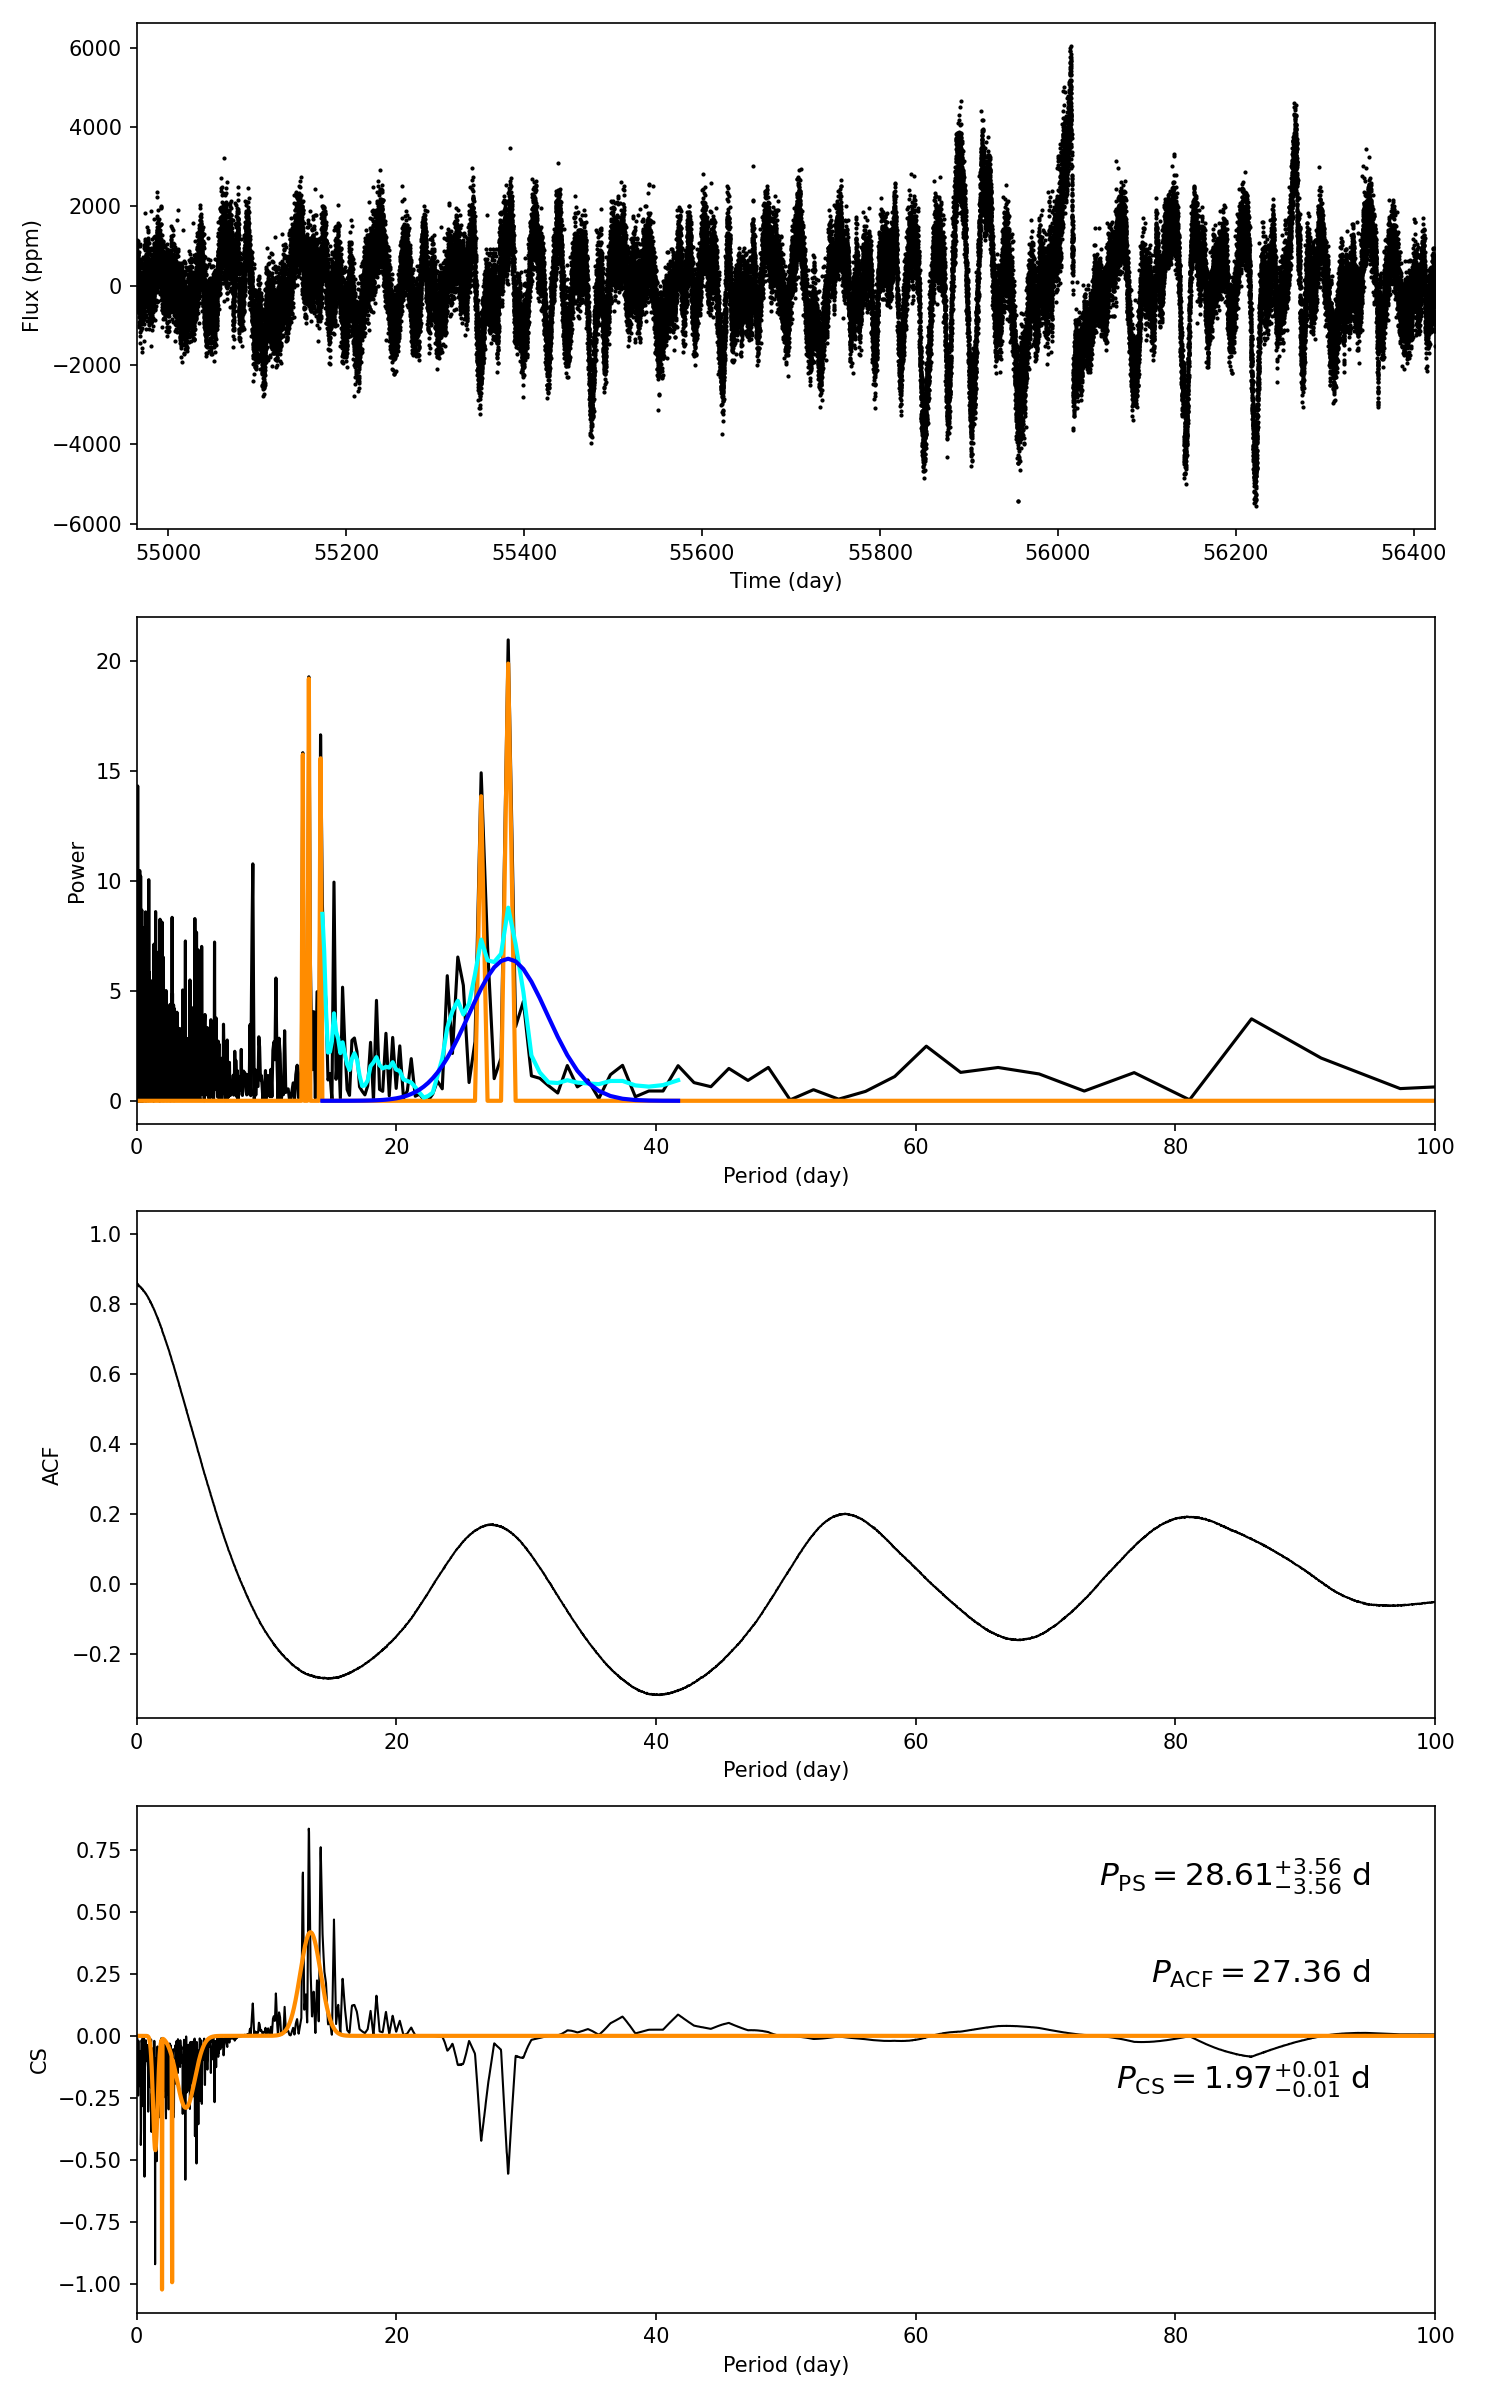 6000
4000
2000
0
−2000
−4000
−6000
Flux (ppm)
55000 55200 55400 55600 55800 56000 56200 56400
Time (day)
20
15
10
5
0
Power
0 20 40 60 80 100
Period (day)
1.0
0.8
0.6
0.4
0.2
0.0
−0.2
ACF
0 20 40 60 80 100
Period (day)
0.75
0.50
0.25
0.00
−0.25
−0.50
−0.75
−1.00
CS
P_PS = 28.61 +3.56 −3.56 d
P_ACF = 27.36 d
P_CS = 1.97 +0.01 −0.01 d
0 20 40 60 80 100
Period (day)